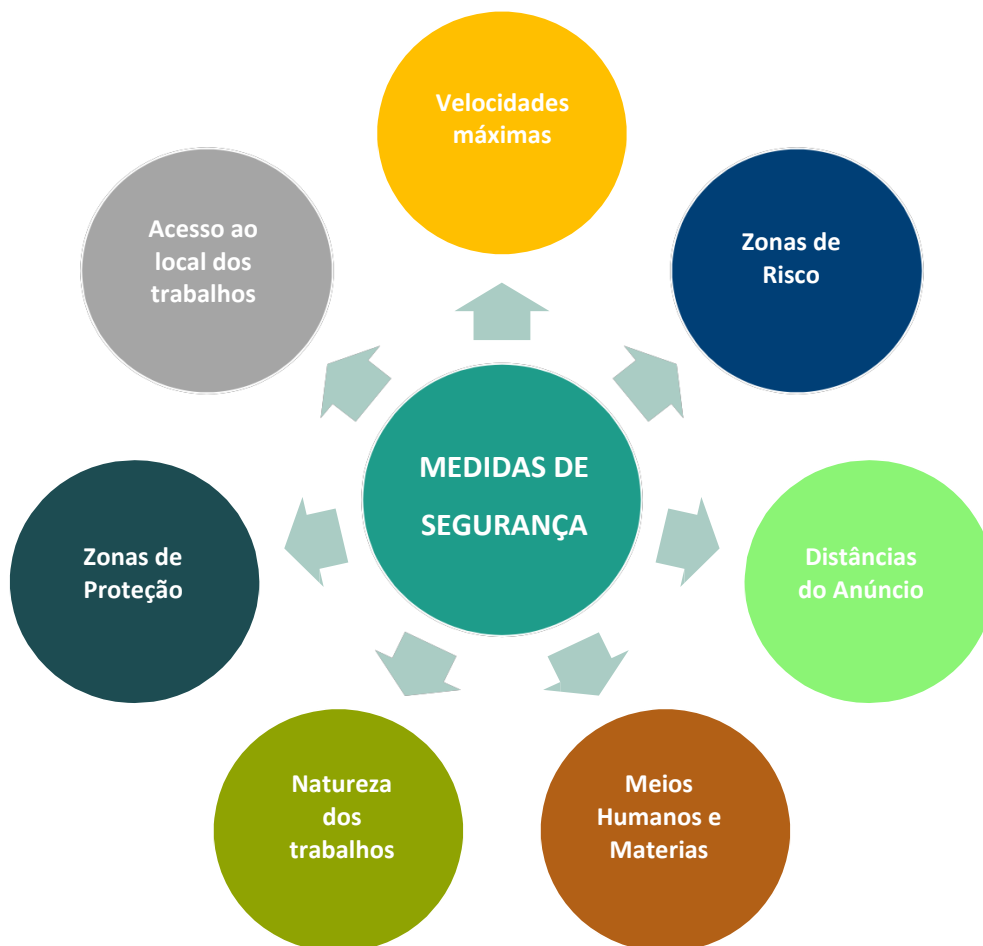 Velocidades
máximas
Acesso ao
local dos
trabalhos
Zonas de
Risco
MEDIDAS DE
SEGURANÇA
Zonas de
Proteção
Distâncias
do Anúncio
Natureza
dos
trabalhos
Meios
Humanos e
Materias